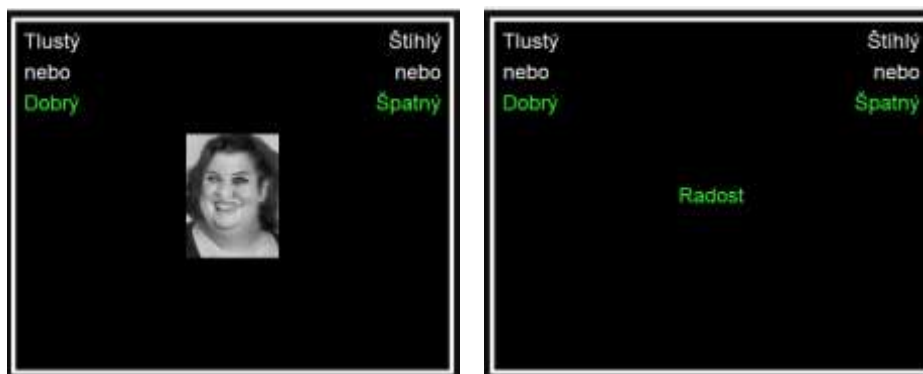 Tlustý
nebo
Dobrý
Štíhlý
nebo
Špatný
Tlustý
nebo
Dobrý
Štíhlý
nebo
Špatný
Radost